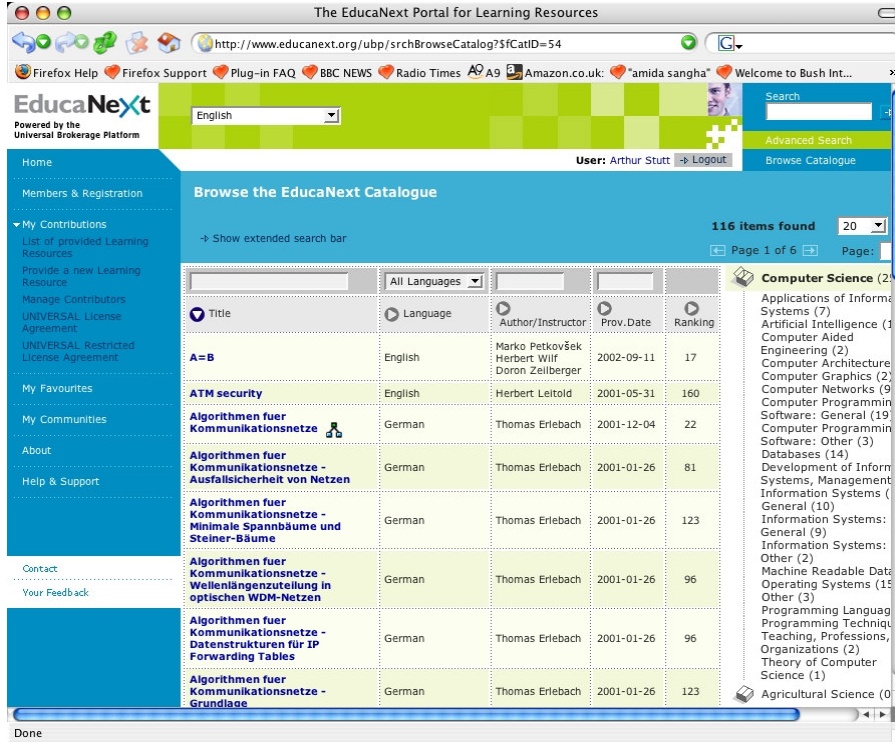 The EducaNext Portal for Learning Resources
http://www.educanext.org/ubp/srchBrowseCatalog?$fCatID=54
G
Firefox Help Firefox Support Plug-in FAQ BBC NEWS Radio Times A9 Amazon.co.uk: "amida sangha" Welcome to Bush Int... »
EducaNeXt
Powered by the
Universal Brokerage Platform
English
Search
Advanced Search
Browse Catalogue
User: Arthur Stutt Logout
Home
Members & Registration
My Contributions
List of provided Learning
Resources
Provide a new Learning
Resource
Manage Contributors
UNIVERSAL License
Agreement
UNIVERSAL Restricted
License Agreement
My Favourites
My Communities
About
Help & Support
Contact
Your Feedback
Browse the EducaNext Catalogue
Show extended search bar
116 items found 20
Page 1 of 6 Page:
All Languages
Title Language Author/Instructor Prov.Date Ranking
A=B English Marko Petkovšek 2002-09-11 17
Herbert Wilf
Doron Zeilberger
ATM security English Herbert Leitold 2001-05-31 160
Algorithmen fuer
Kommunikationsnetze German Thomas Erlebach 2001-12-04 22
Algorithmen fuer
Kommunikationsnetze - German Thomas Erlebach 2001-01-26 81
Ausfallsicherheit von Netzen
Algorithmen fuer
Kommunikationsnetze - German Thomas Erlebach 2001-01-26 123
Minimale Spannbäume und
Steiner-Bäume
Algorithmen fuer
Kommunikationsnetze - German Thomas Erlebach 2001-01-26 96
Wellenlängenzuteilung in
optischen WDM-Netzen
Algorithmen fuer
Kommunikationsnetze - German Thomas Erlebach 2001-01-26 96
Datenstrukturen für IP
Forwarding Tables
Algorithmen fuer
Kommunikationsnetze - German Thomas Erlebach 2001-01-26 123
Grundlage
Computer Science
Applications of
Systems (7)
Artificial Intelligence
Computer Aided
Engineering (2)
Computer Architecture
Computer Graphics (2)
Computer Networks (9
Computer
Software: General (19)
Computer
Software: Other (3)
Databases (14)
Development of
Systems, Management
Information Systems (
General (10)
Information Systems:
General (9)
Information Systems:
Other (2)
Machine Readable
Operating Systems
Other (3)
Programming
Programming
Teaching, Professions,
Organizations (2)
Theory of Computer
Science (1)
Agricultural Science (0
Done